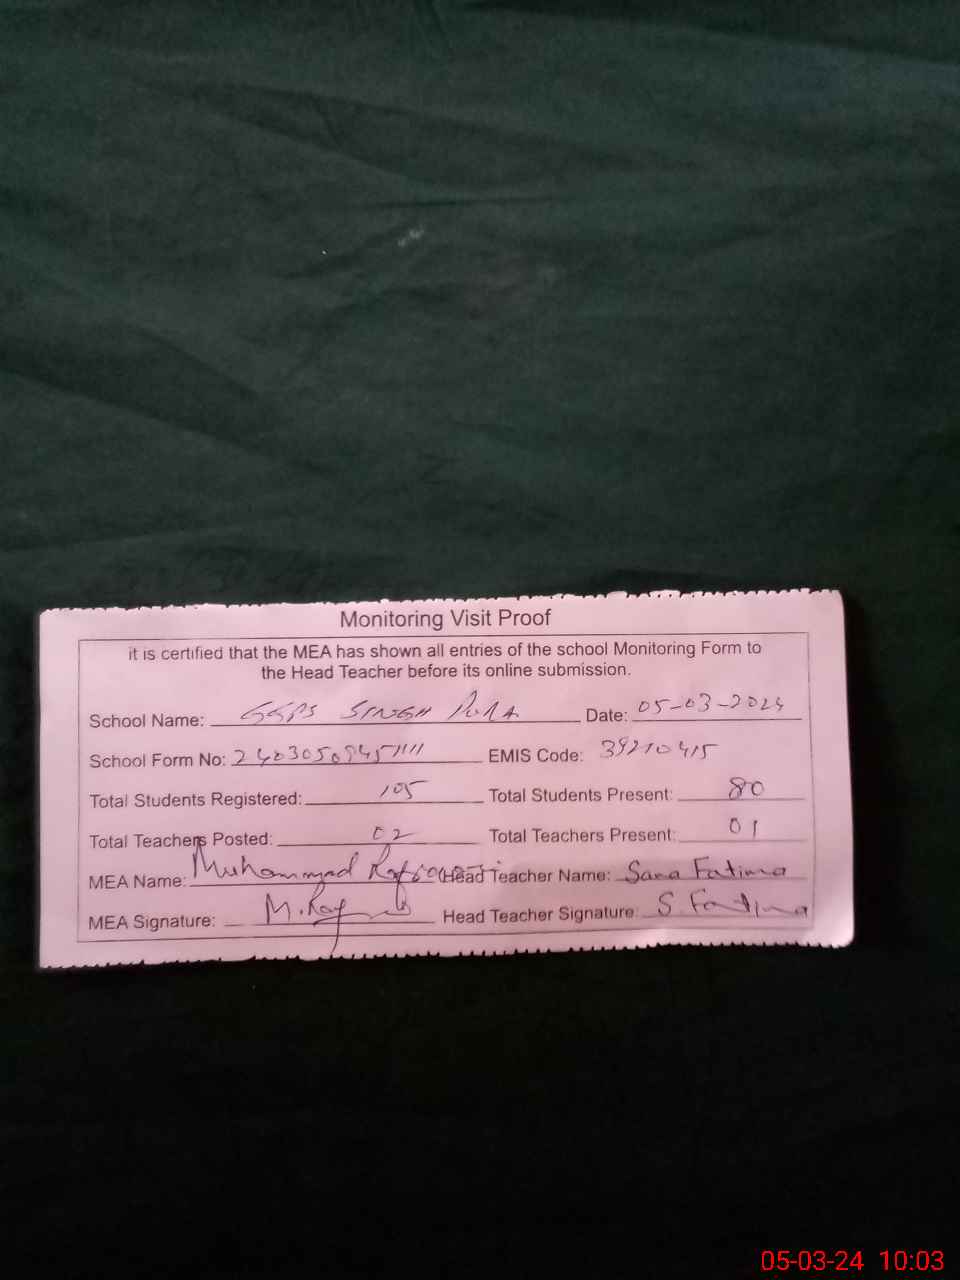 Monitoring Visit Proof
it is certified that the MEA has shown all entries of the school Monitoring Form to
the Head Teacher before its online submission.
School Name: GGPS SINGH PURA Date: 05-03-2024
School Form No: EMIS Code: 39210415
Total Students Registered: 105 Total Students Present: 80
Total Teachers Posted: 02 Total Teachers Present: 01
MEA Name: Muhammad Head Teacher Name: Sana Fatima
MEA Signature: Head Teacher Signature: S. Fatima
05-03-24 10:03